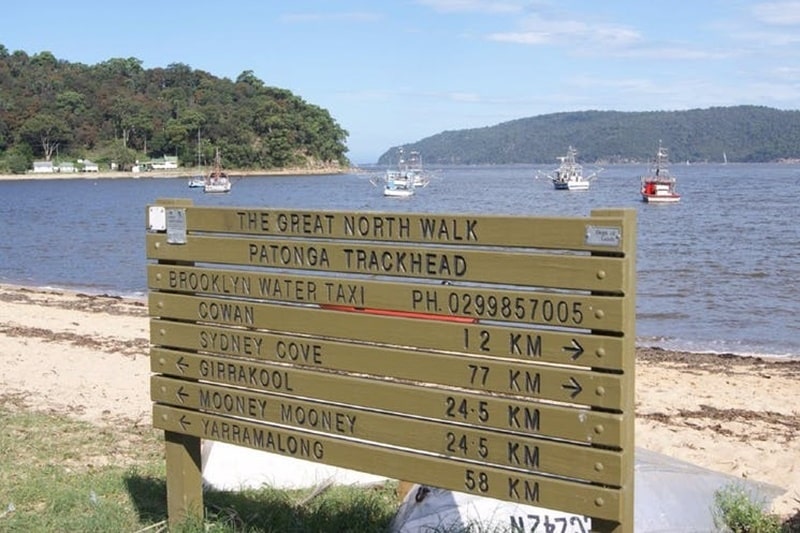 THE GREAT NORTH WALK
PATONGA TRACKHEAD
BROOKLYN WATER TAXI PH. 0299857005
COWAN 12 KM →
SYDNEY COVE 77 KM →
← GIRRAKOOL 24·5 KM
← MOONEY MOONEY 24·5 KM
← YARRAMALONG 58 KM